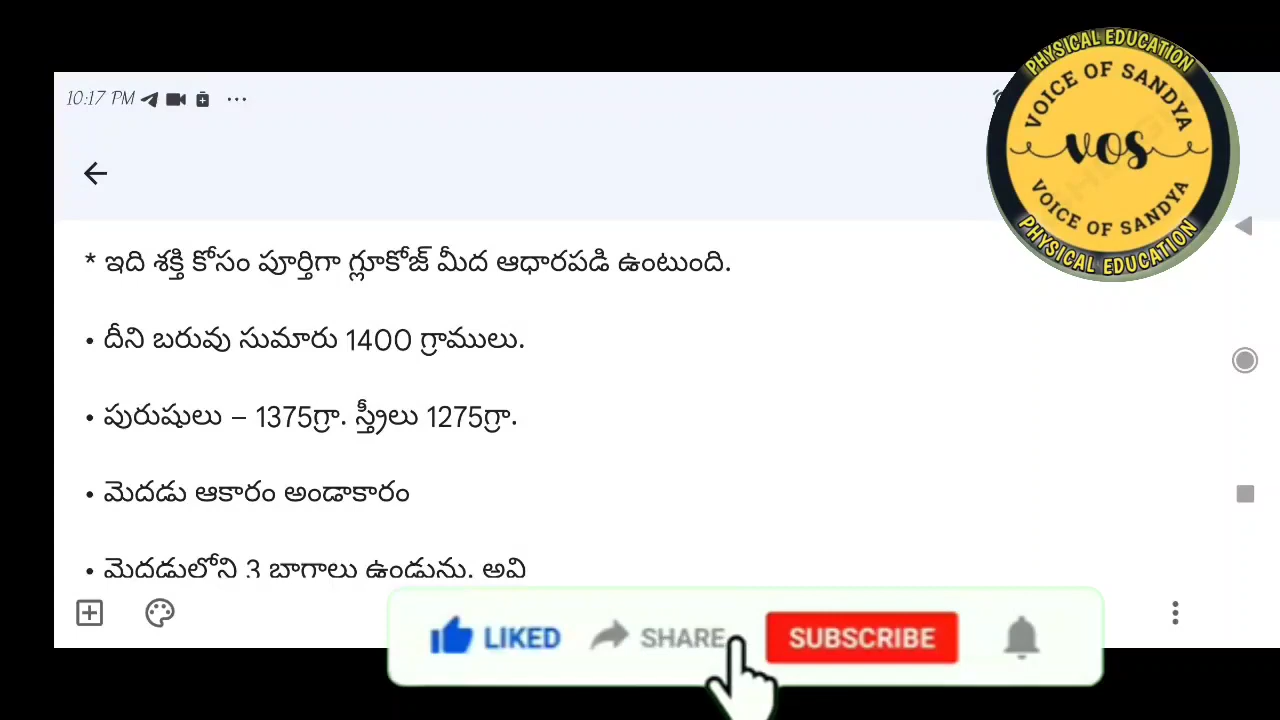 10:17 PM
PHYSICAL EDUCATION
VOICE OF SANDYA
vos
VOICE OF SANDYA
PHYSICAL EDUCATION
* ఇది శక్తి కోసం పూర్తిగా గ్లూకోజ్ మీద ఆధారపడి ఉంటుంది.
• దీని బరువు సుమారు 1400 గ్రాములు.
• పురుషులు – 1375గ్రా. స్త్రీలు 1275గ్రా.
• మెదడు ఆకారం అండాకారం
• మెదడులోని 3 బాగాలు ఉండును. అవి
LIKED SHARE SUBSCRIBE